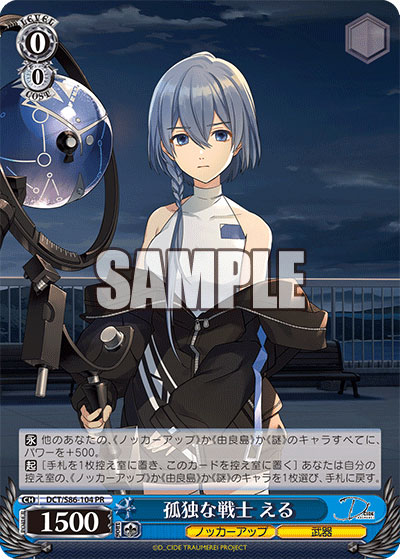 LEVEL
0
0
COST
SAMPLE
永 他のあなたの、《ノッカーアップ》か《由良島》か《謎》のキャラすべてに、
パワーを+500。
起 [手札を1枚控え室に置き、このカードを控え室に置く] あなたは自分の
控え室の、《ノッカーアップ》か《由良島》か《謎》のキャラを1枚選び、手札に戻す。
CH DCT/S86-104 PR
1500
孤独な戦士 える
ノッカーアップ 武器
©D_CIDE TRAUMEREI PROJECT